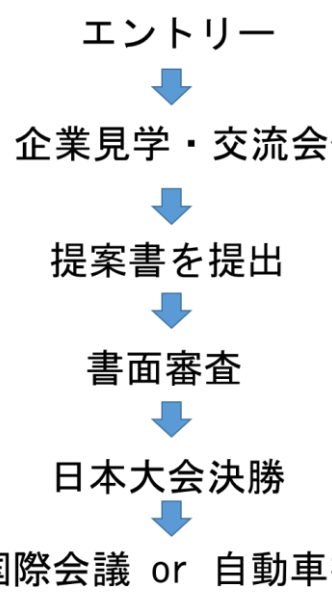 エントリー
企業見学・交流会
提案書を提出
書面審査
日本大会決勝
国際会議 or 自動車